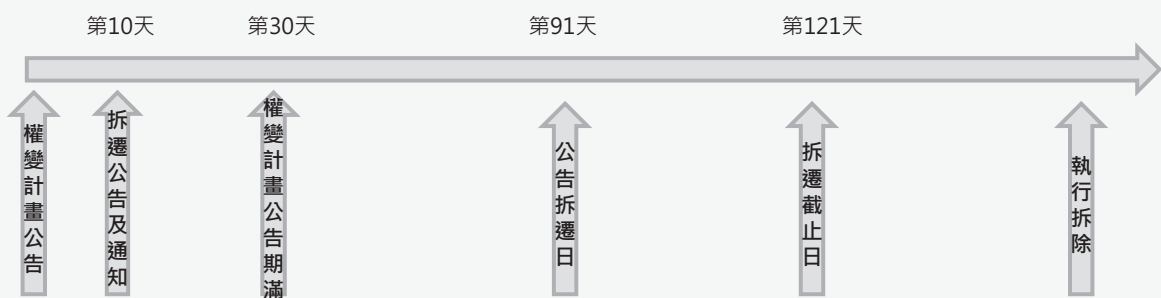 第10天
第30天
第91天
第121天
權變計畫公告
拆遷公告及通知
權變計畫公告期滿
公告拆遷日
拆遷截止日
執行拆除